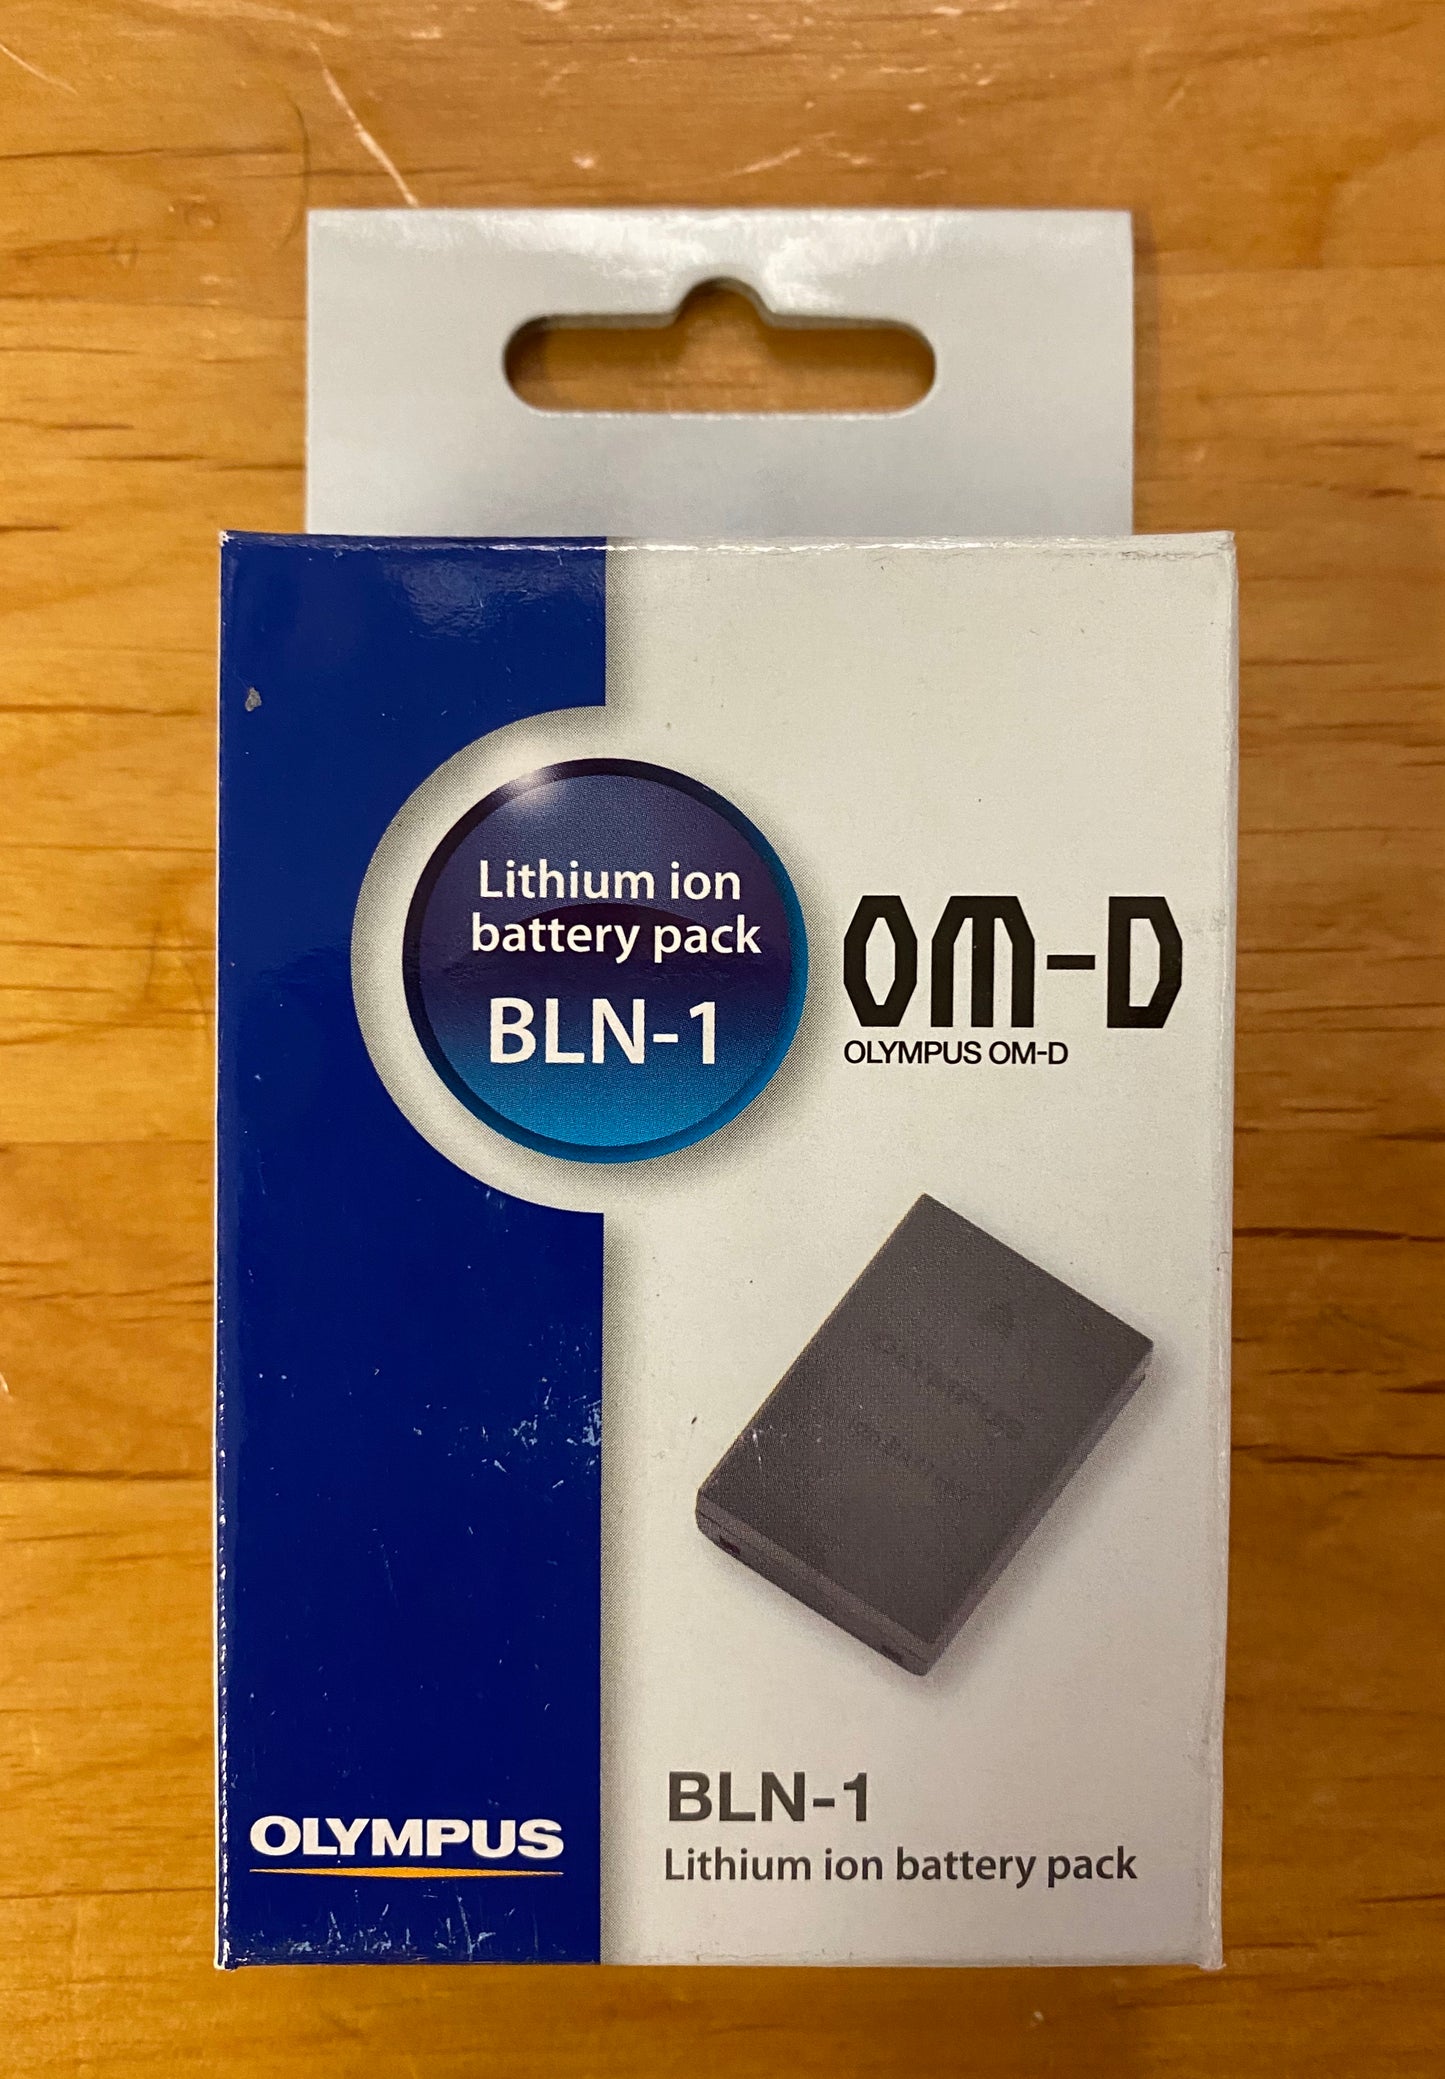 Lithium ion
battery pack
BLN-1
OM-D
OLYMPUS OM-D
OLYMPUS
BLN-1
Lithium ion battery pack